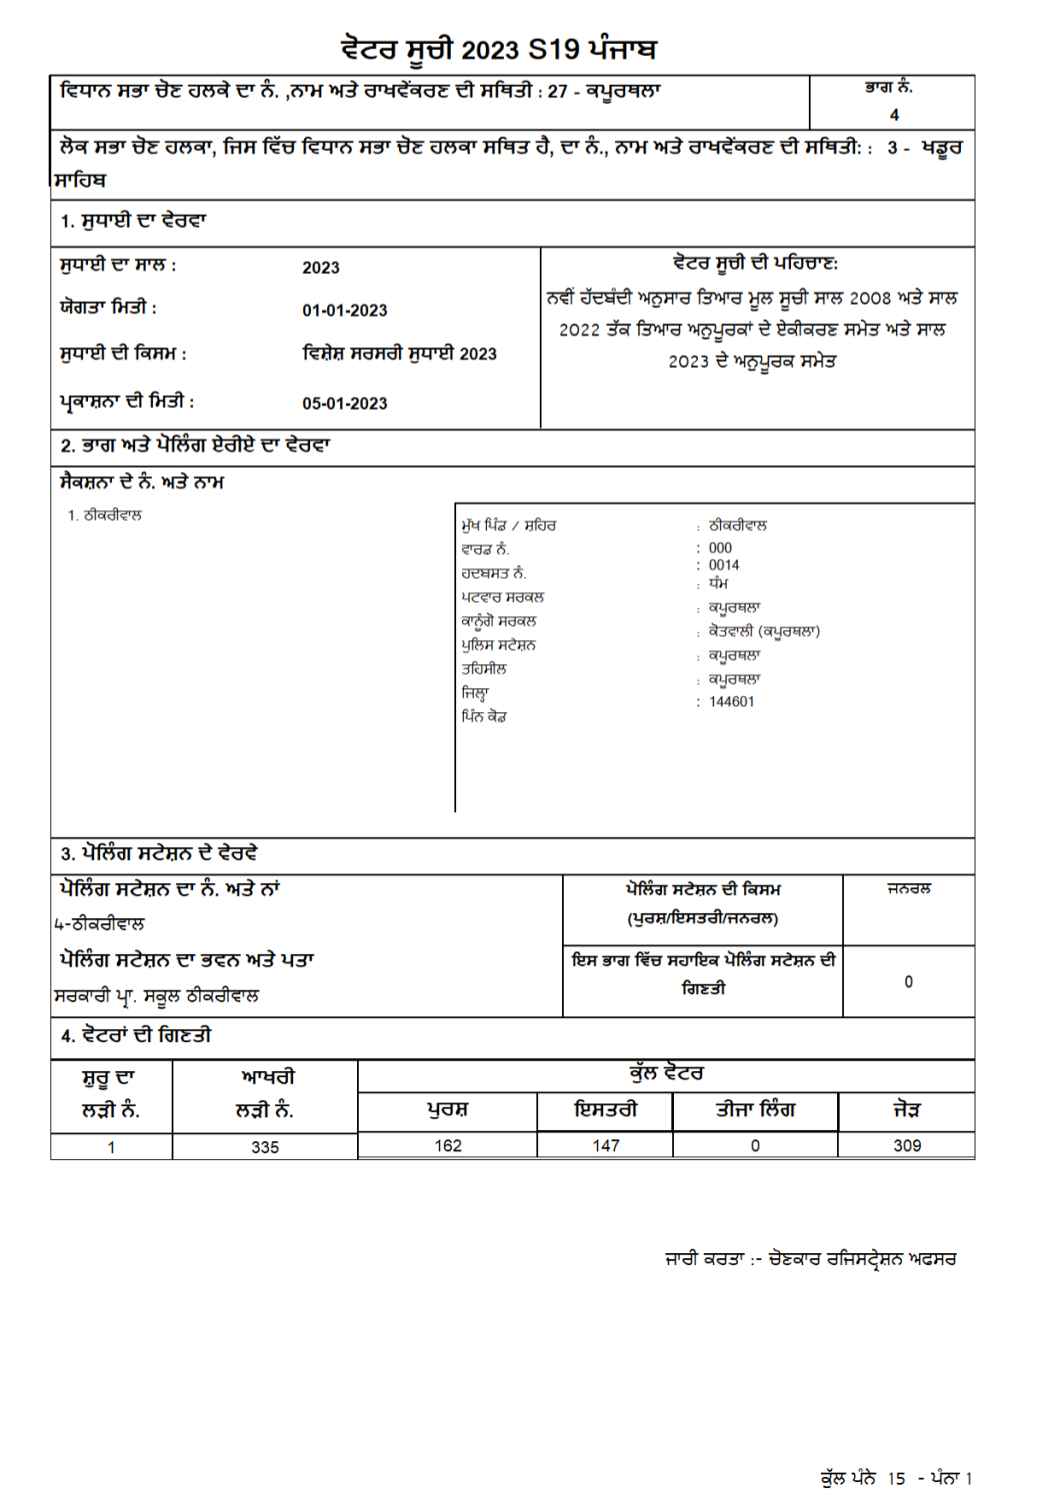 ਵੋਟਰ ਸੂਚੀ 2023 S19 ਪੰਜਾਬ
ਵਿਧਾਨ ਸਭਾ ਚੋਣ ਹਲਕੇ ਦਾ ਨੰ. ,ਨਾਮ ਅਤੇ ਰਾਖਵੇਂਕਰਣ ਦੀ ਸਥਿਤੀ : 27 - ਕਪੂਰਥਲਾ
ਭਾਗ ਨੰ.
4
ਲੋਕ ਸਭਾ ਚੋਣ ਹਲਕਾ, ਜਿਸ ਵਿੱਚ ਵਿਧਾਨ ਸਭਾ ਚੋਣ ਹਲਕਾ ਸਥਿਤ ਹੈ, ਦਾ ਨੰ., ਨਾਮ ਅਤੇ ਰਾਖਵੇਂਕਰਣ ਦੀ ਸਥਿਤੀ: : 3 - ਖਡੂਰ
ਸਾਹਿਬ
1. ਸੁਧਾਈ ਦਾ ਵੇਰਵਾ
ਸੁਧਾਈ ਦਾ ਸਾਲ : 2023
ਯੋਗਤਾ ਮਿਤੀ : 01-01-2023
ਸੁਧਾਈ ਦੀ ਕਿਸਮ : ਵਿਸ਼ੇਸ਼ ਸਰਸਰੀ ਸੁਧਾਈ 2023
ਪ੍ਰਕਾਸ਼ਨਾ ਦੀ ਮਿਤੀ : 05-01-2023
ਵੋਟਰ ਸੂਚੀ ਦੀ ਪਹਿਚਾਣ:
ਨਵੀਂ ਹੱਦਬੰਦੀ ਅਨੁਸਾਰ ਤਿਆਰ ਮੂਲ ਸੂਚੀ ਸਾਲ 2008 ਅਤੇ ਸਾਲ
2022 ਤੱਕ ਤਿਆਰ ਅਨੁਪੂਰਕਾਂ ਦੇ ਏਕੀਕਰਣ ਸਮੇਤ ਅਤੇ ਸਾਲ
2023 ਦੇ ਅਨੁਪੂਰਕ ਸਮੇਤ
2. ਭਾਗ ਅਤੇ ਪੋਲਿੰਗ ਏਰੀਏ ਦਾ ਵੇਰਵਾ
ਸੈਕਸ਼ਨਾ ਦੇ ਨੰ. ਅਤੇ ਨਾਮ
1. ਠੀਕਰੀਵਾਲ
ਮੁੱਖ ਪਿੰਡ / ਸ਼ਹਿਰ : ਠੀਕਰੀਵਾਲ
ਵਾਰਡ ਨੰ. : 000
ਹਦਬਸਤ ਨੰ. : 0014
ਪਟਵਾਰ ਸਰਕਲ : ਧੰਮ
ਕਾਨੂੰਗੋ ਸਰਕਲ : ਕਪੂਰਥਲਾ
ਪੁਲਿਸ ਸਟੇਸ਼ਨ : ਕੋਤਵਾਲੀ (ਕਪੂਰਥਲਾ)
ਤਹਿਸੀਲ : ਕਪੂਰਥਲਾ
ਜਿਲ੍ਹਾ : ਕਪੂਰਥਲਾ
ਪਿੰਨ ਕੋਡ : 144601
3. ਪੋਲਿੰਗ ਸਟੇਸ਼ਨ ਦੇ ਵੇਰਵੇ
ਪੋਲਿੰਗ ਸਟੇਸ਼ਨ ਦਾ ਨੰ. ਅਤੇ ਨਾਂ
4-ਠੀਕਰੀਵਾਲ
ਪੋਲਿੰਗ ਸਟੇਸ਼ਨ ਦਾ ਭਵਨ ਅਤੇ ਪਤਾ
ਸਰਕਾਰੀ ਪ੍ਰਾ. ਸਕੂਲ ਠੀਕਰੀਵਾਲ
ਪੋਲਿੰਗ ਸਟੇਸ਼ਨ ਦੀ ਕਿਸਮ
(ਪੁਰਸ਼/ਇਸਤਰੀ/ਜਨਰਲ)
ਜਨਰਲ
ਇਸ ਭਾਗ ਵਿੱਚ ਸਹਾਇਕ ਪੋਲਿੰਗ ਸਟੇਸ਼ਨ ਦੀ
ਗਿਣਤੀ
0
4. ਵੋਟਰਾਂ ਦੀ ਗਿਣਤੀ
ਸ਼ੁਰੂ ਦਾ
ਲੜੀ ਨੰ.
ਆਖਰੀ
ਲੜੀ ਨੰ.
ਕੁੱਲ ਵੋਟਰ
ਪੁਰਸ਼ ਇਸਤਰੀ ਤੀਜਾ ਲਿੰਗ ਜੋੜ
1 335 162 147 0 309
ਜਾਰੀ ਕਰਤਾ :- ਚੋਣਕਾਰ ਰਜਿਸਟ੍ਰੇਸ਼ਨ ਅਫਸਰ
ਕੁੱਲ ਪੰਨੇ 15 - ਪੰਨਾ 1